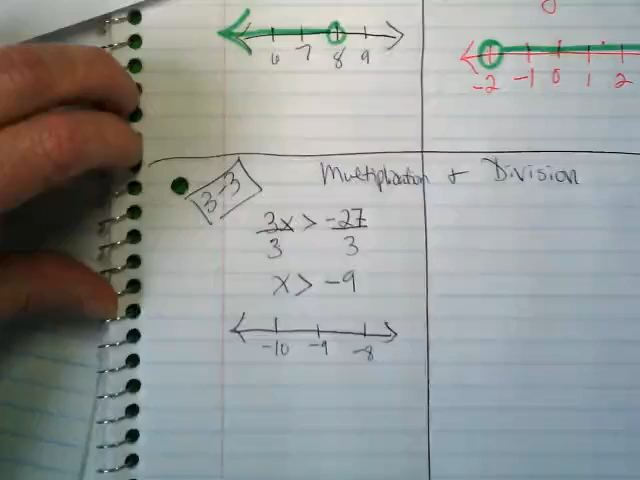 6 7 8 9
-2 -1 0 1 2
3-3
Multiplication + Division
3x > -27
3 3
x > -9
-10 -9 -8